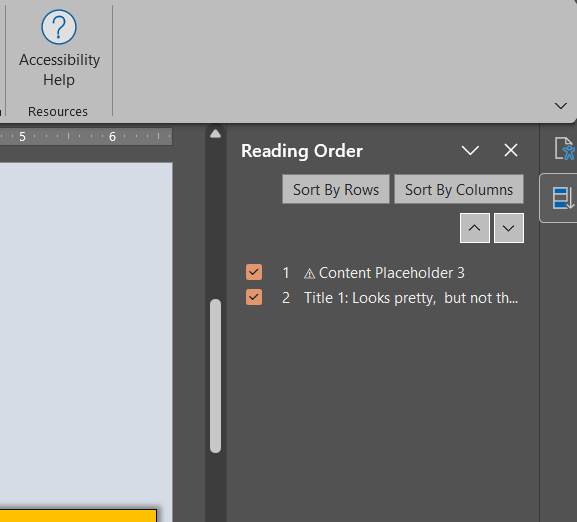 Accessibility
Help
Resources
5 6
Reading Order
Sort By Rows Sort By Columns
1 Content Placeholder 3
2 Title 1: Looks pretty, but not th...